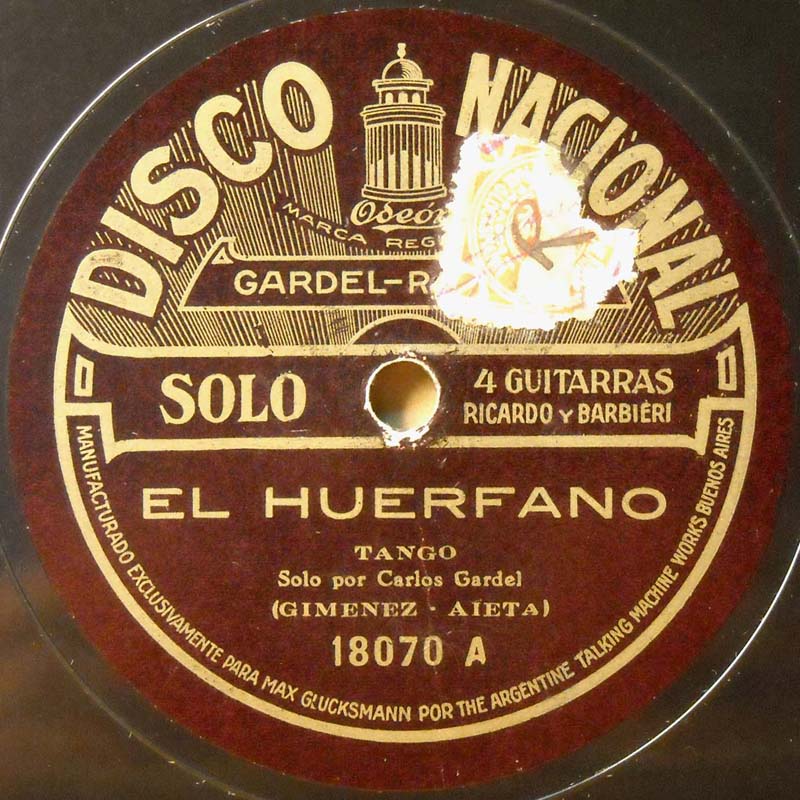 DISCO NACIONAL
Odeón
MARCA REG
GARDEL-R
R
SOLO
4 GUITARRAS
RICARDO Y BARBIERI
EL HUERFANO
TANGO
Solo por Carlos Gardel
(GIMENEZ · AIETA)
18070 A
MANUFACTURADO EXCLUSIVAMENTE PARA MAX GLUCKSMANN POR THE ARGENTINE TALKING MACHINE WORKS BUENOS AIRES